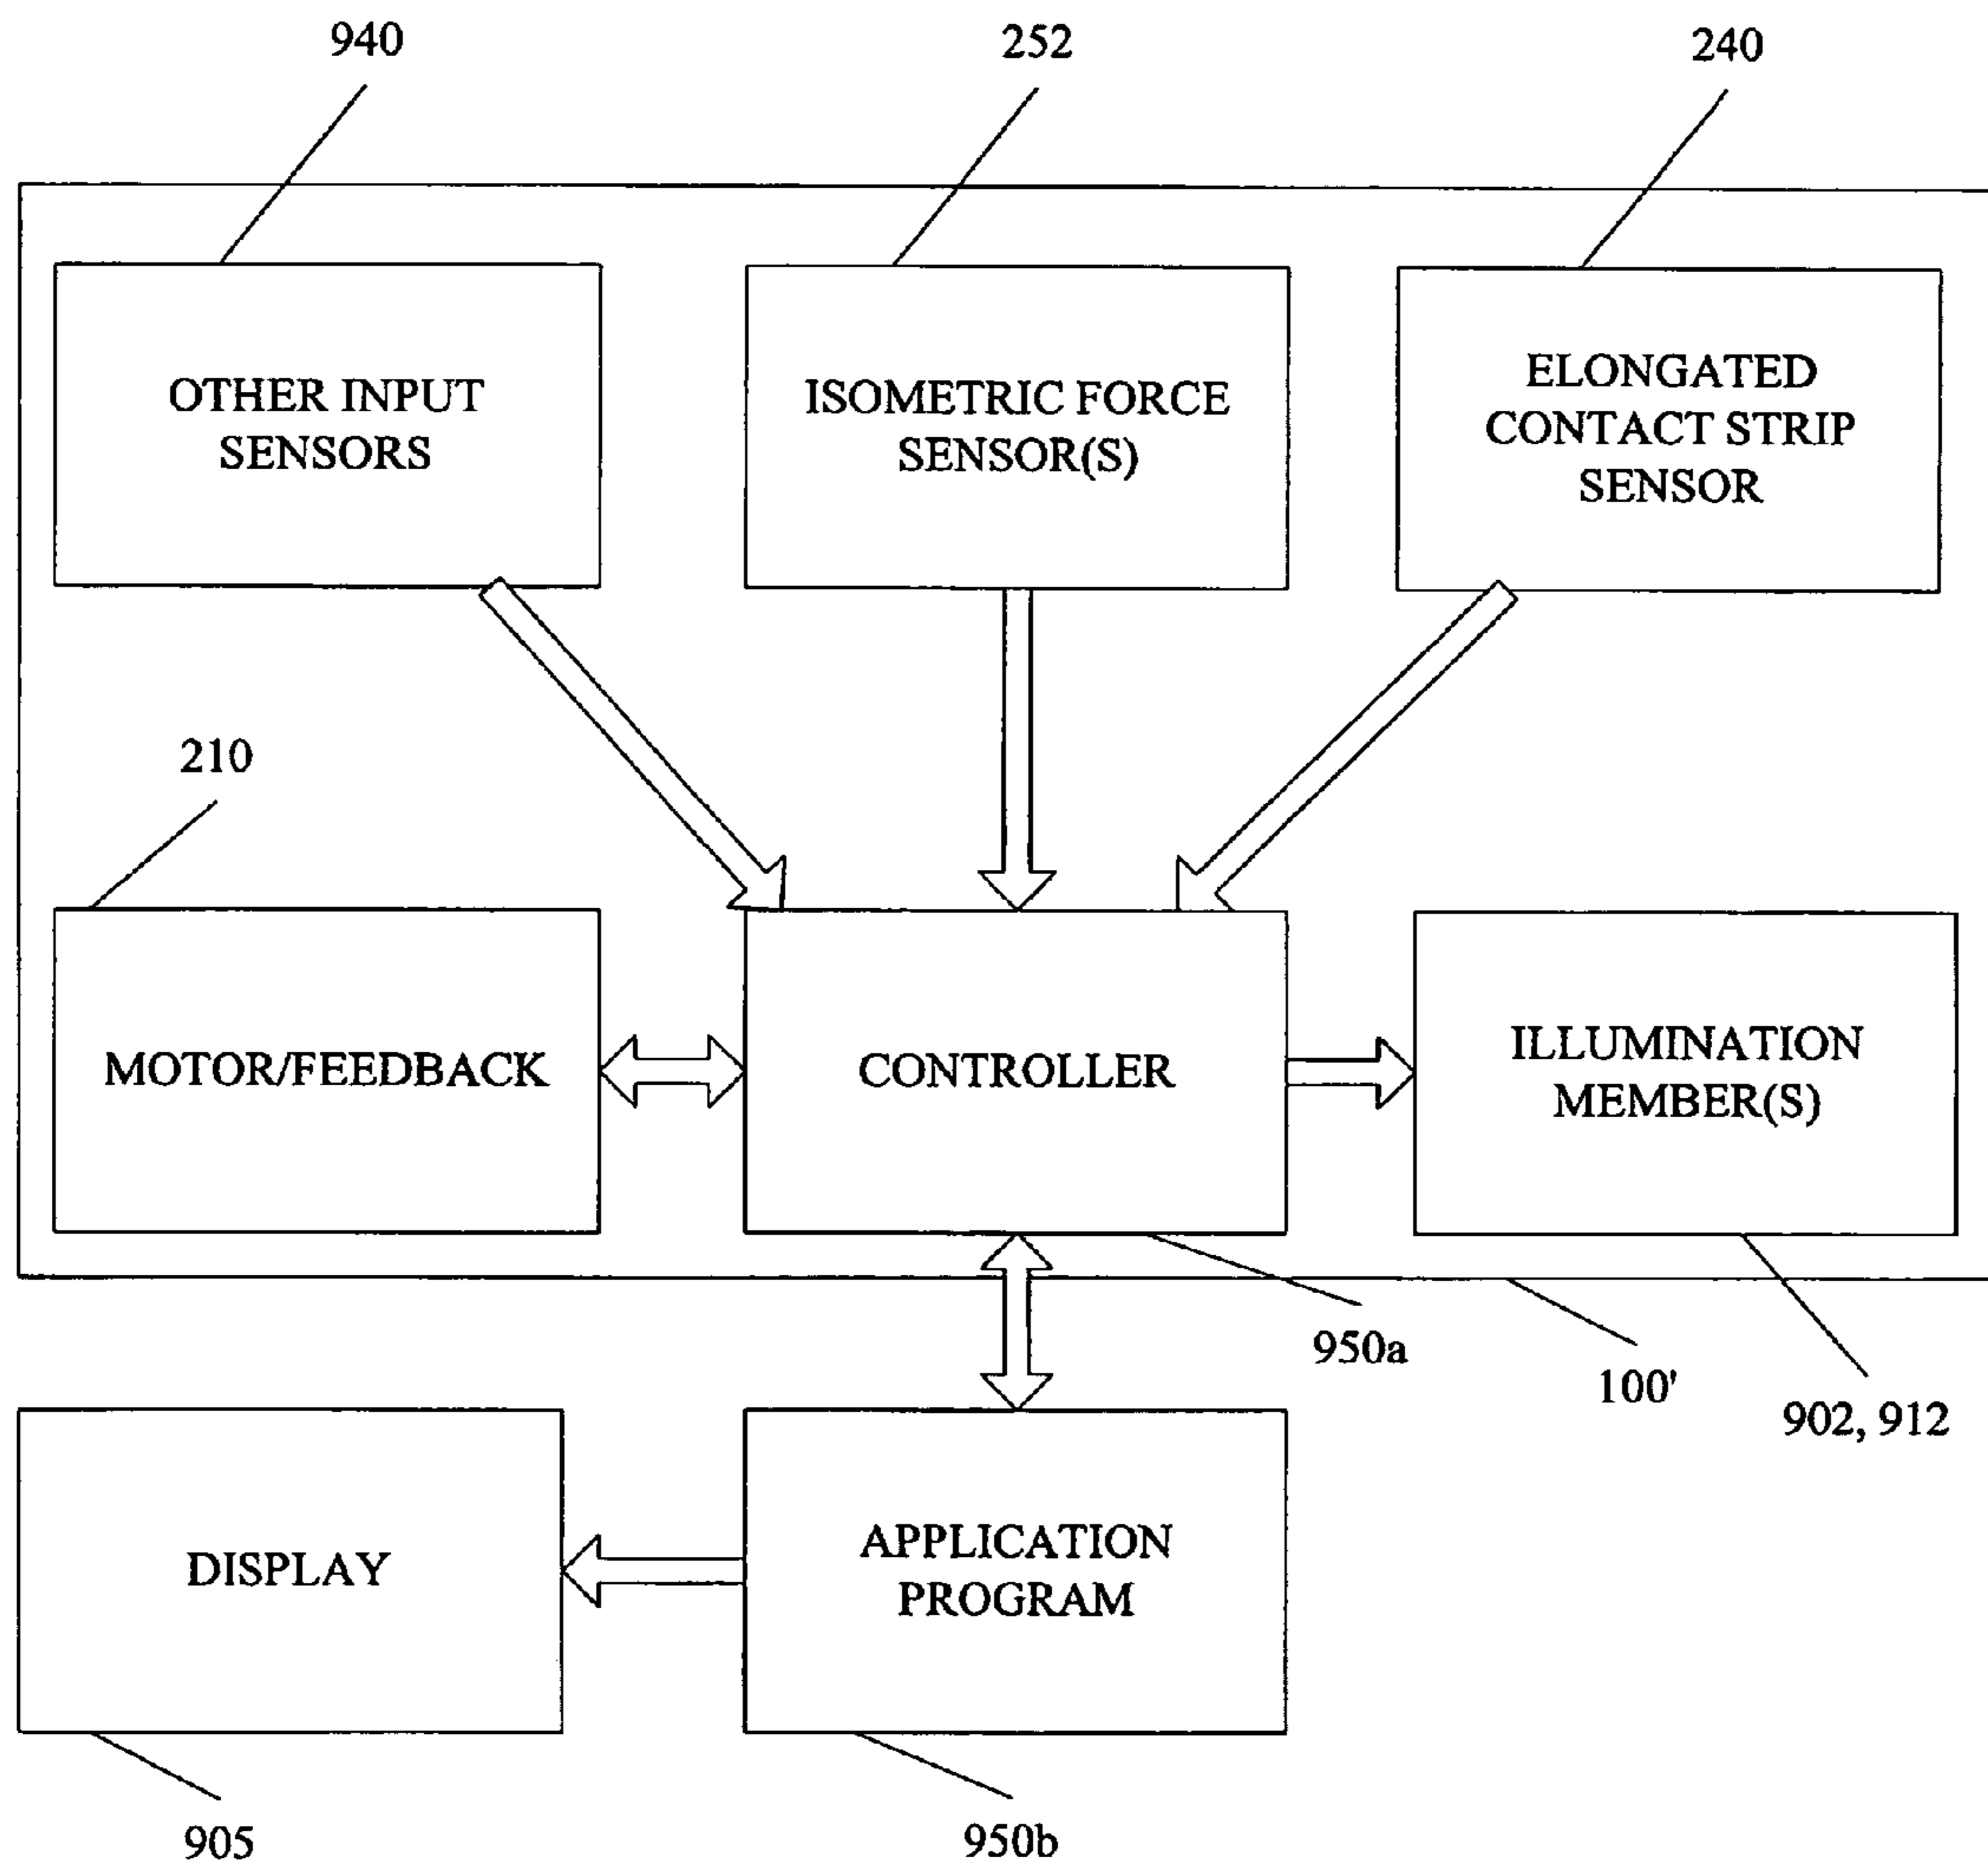 940
252
240
OTHER INPUT
SENSORS
ISOMETRIC FORCE
SENSOR(S)
ELONGATED
CONTACT STRIP
SENSOR
210
MOTOR/FEEDBACK
CONTROLLER
ILLUMINATION
MEMBER(S)
950a
100'
902, 912
DISPLAY
APPLICATION
PROGRAM
905
950b